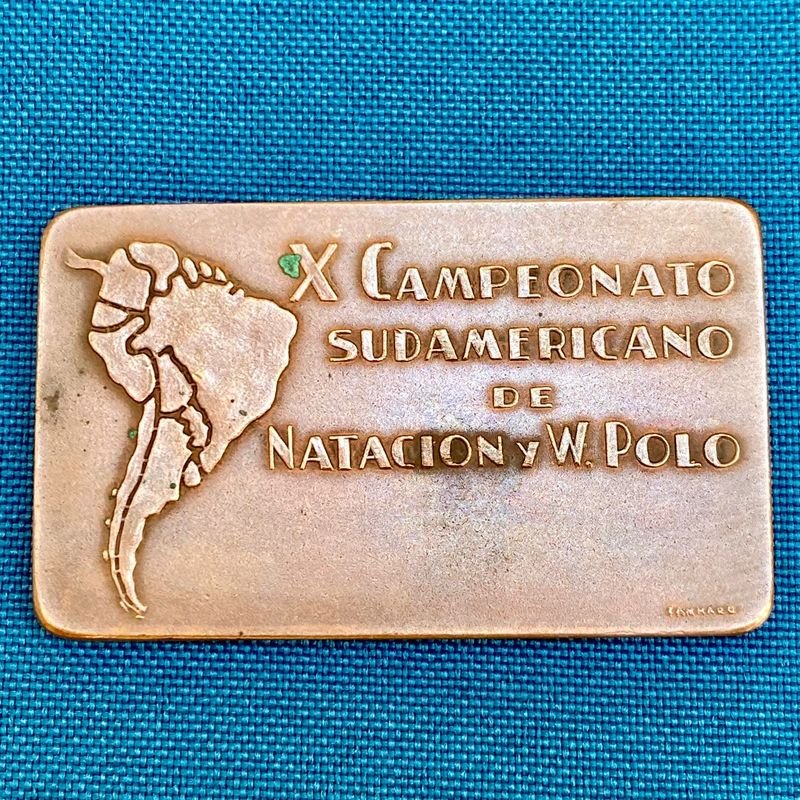 X CAMPEONATO
SUDAMERICANO
DE
NATACION y W. POLO